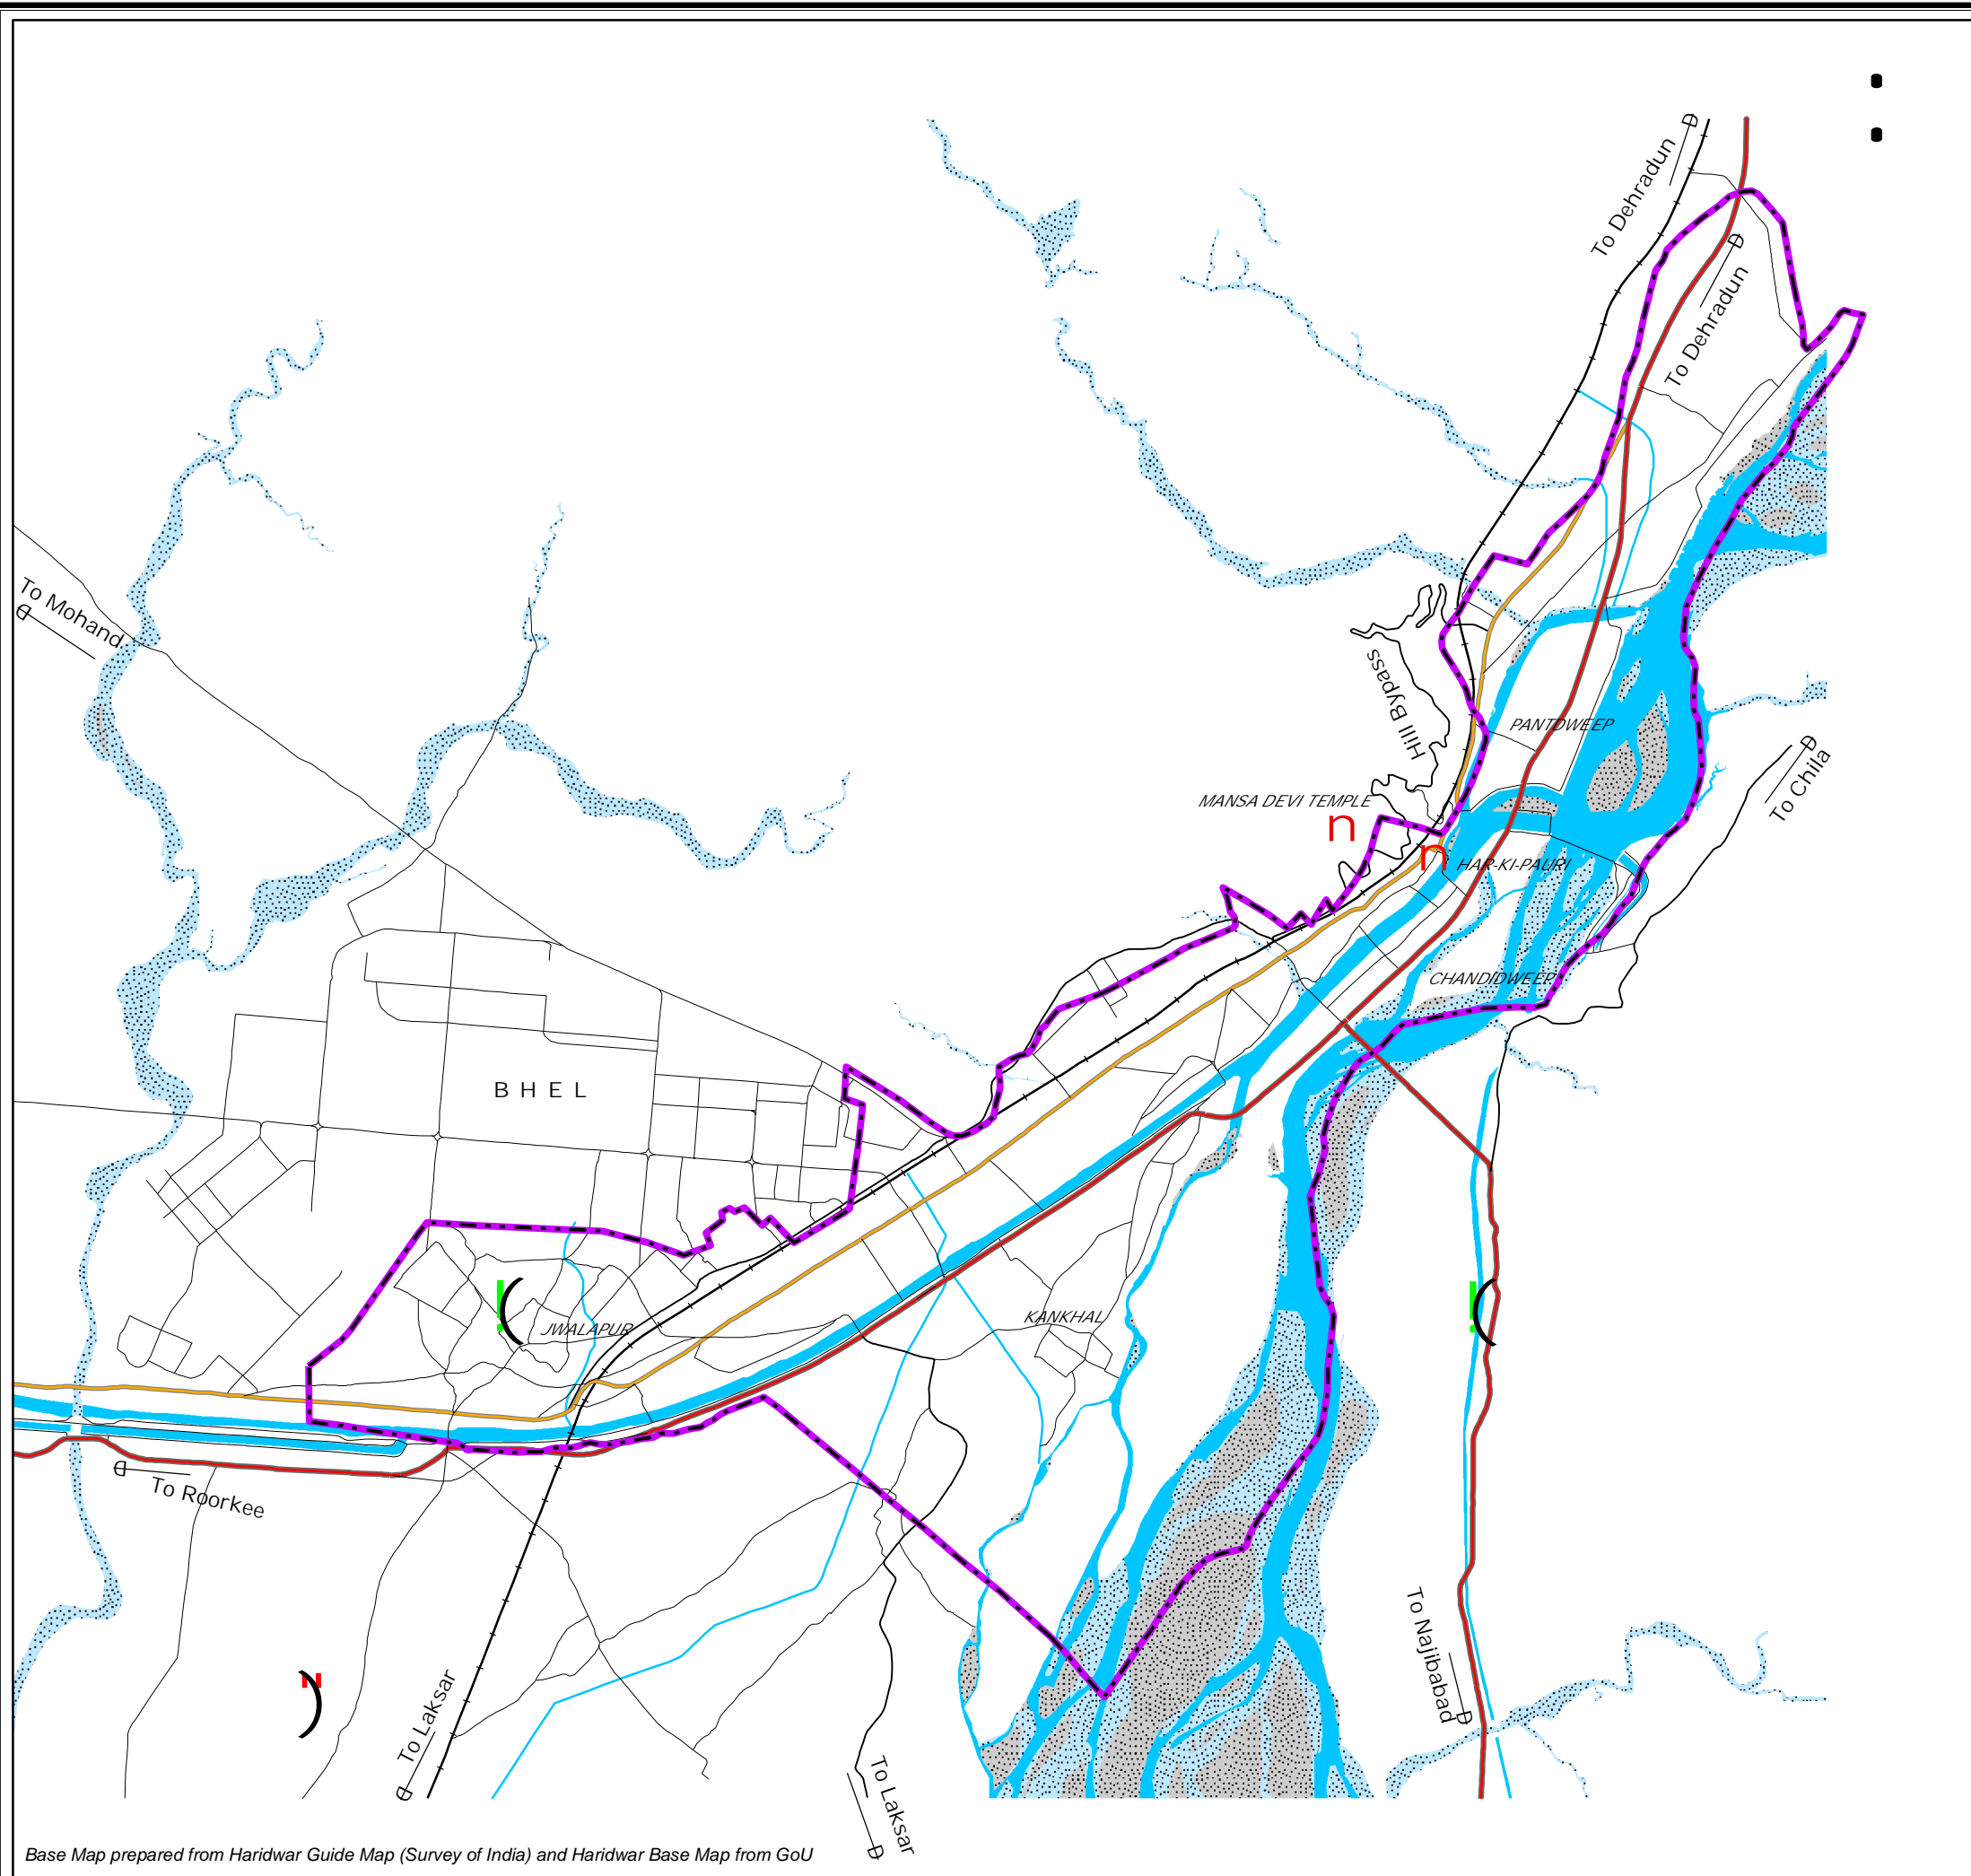 To Dehradun
To Dehradun
To Mohand
Hill Bypass
PANTDWEEP
To Chila
MANSA DEVI TEMPLE
n
n
HAR-KI-PAURI
CHANDIDWEEP
BHEL
KANKHAL
JWALAPUR
To Roorkee
To Najibabad
To Laksar
To Laksar
Base Map prepared from Haridwar Guide Map (Survey of India) and Haridwar Base Map from GoU